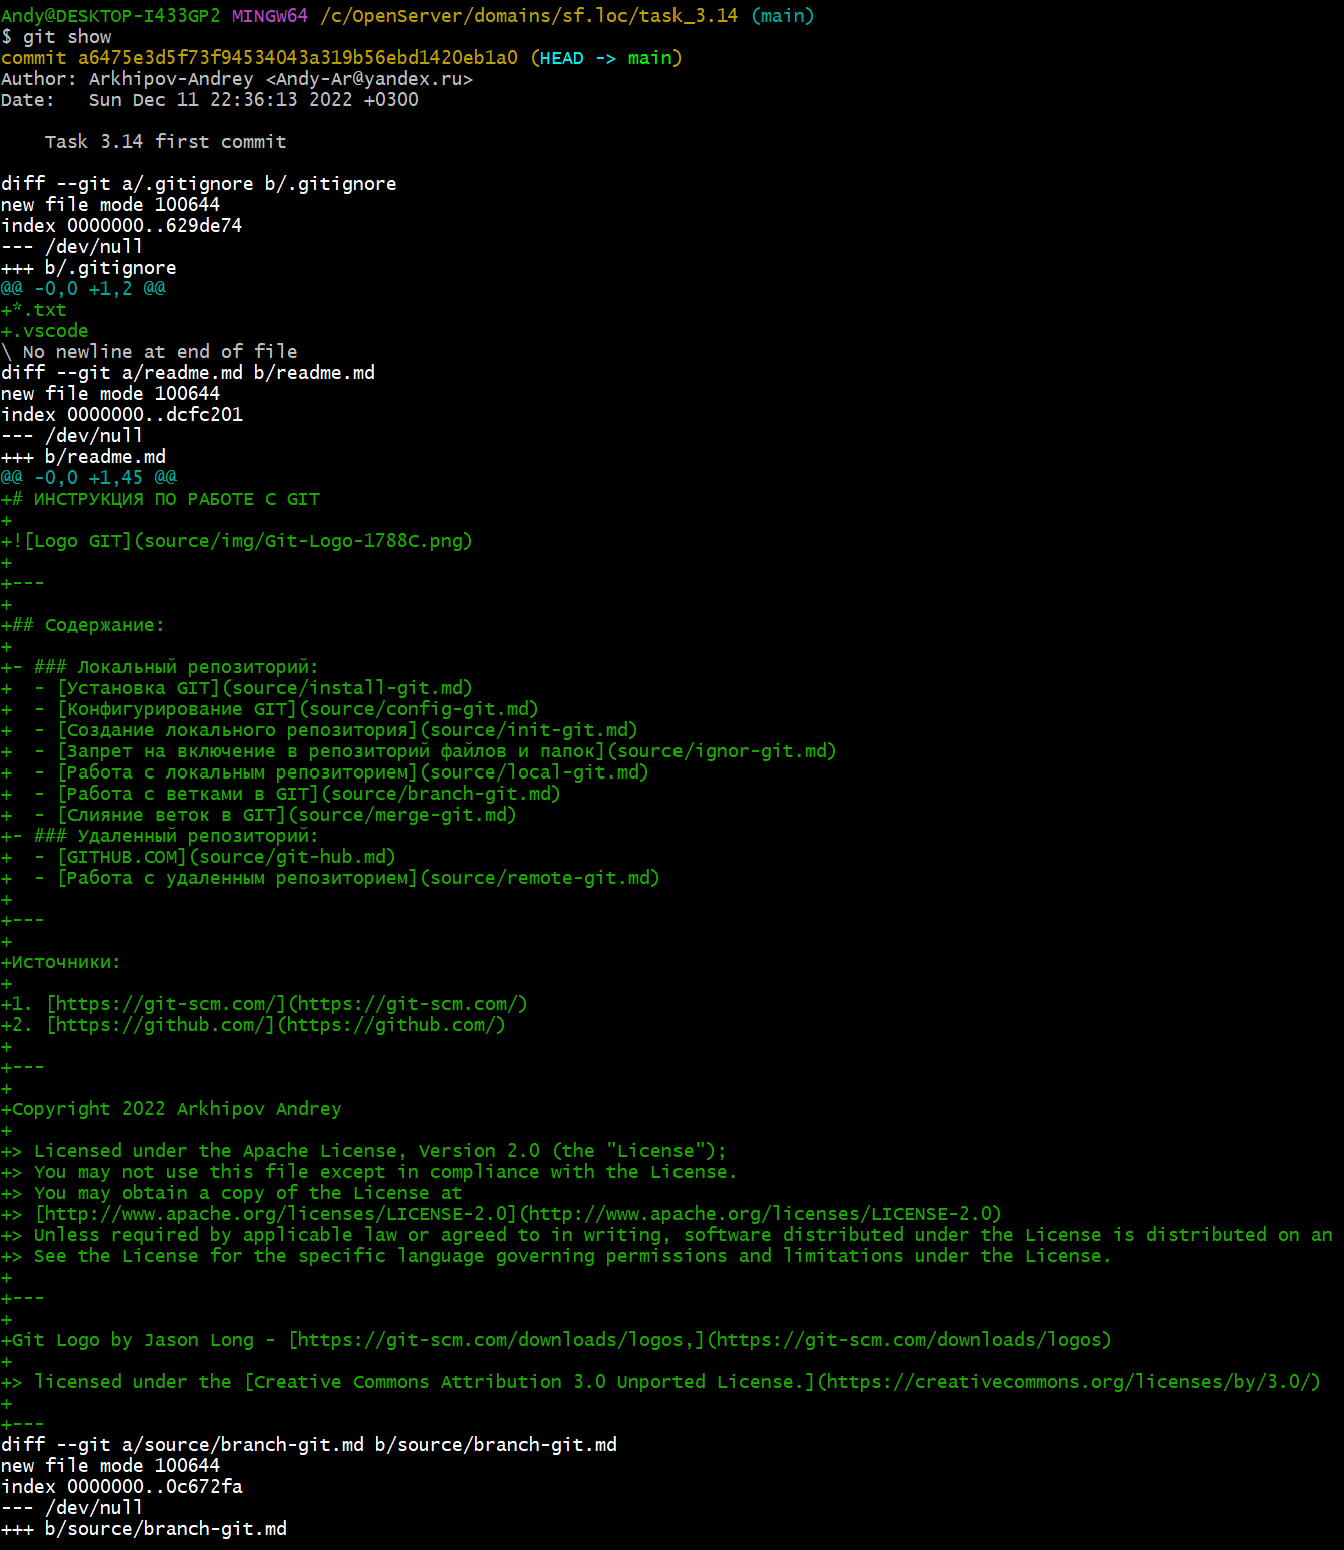 Andy@DESKTOP-I433GP2 MINGW64 /c/OpenServer/domains/sf.loc/task_3.14 (main)
$ git show
commit a6475e3d5f73f94534043a319b56ebd1420eb1a0 (HEAD -> main)
Author: Arkhipov-Andrey <Andy-Ar@yandex.ru>
Date:   Sun Dec 11 22:36:13 2022 +0300

    Task 3.14 first commit

diff --git a/.gitignore b/.gitignore
new file mode 100644
index 0000000..629de74
--- /dev/null
+++ b/.gitignore
@@ -0,0 +1,2 @@
+*.txt
+.vscode
\ No newline at end of file
diff --git a/readme.md b/readme.md
new file mode 100644
index 0000000..dcfc201
--- /dev/null
+++ b/readme.md
@@ -0,0 +1,45 @@
+# ИНСТРУКЦИЯ ПО РАБОТЕ С GIT
+
+![Logo GIT](source/img/Git-Logo-1788C.png)
+
+---
+
+## Содержание:
+
+- ### Локальный репозиторий:
+  - [Установка GIT](source/install-git.md)
+  - [Конфигурирование GIT](source/config-git.md)
+  - [Создание локального репозитория](source/init-git.md)
+  - [Запрет на включение в репозиторий файлов и папок](source/ignor-git.md)
+  - [Работа с локальным репозиторием](source/local-git.md)
+  - [Работа с ветками в GIT](source/branch-git.md)
+  - [Слияние веток в GIT](source/merge-git.md)
+- ### Удаленный репозиторий:
+  - [GITHUB.COM](source/git-hub.md)
+  - [Работа с удаленным репозиторием](source/remote-git.md)
+
+---
+
+Источники:
+
+1. [https://git-scm.com/](https://git-scm.com/)
+2. [https://github.com/](https://github.com/)
+
+---
+
+Copyright 2022 Arkhipov Andrey
+
+> Licensed under the Apache License, Version 2.0 (the "License");
+> You may not use this file except in compliance with the License.
+> You may obtain a copy of the License at
+> [http://www.apache.org/licenses/LICENSE-2.0](http://www.apache.org/licenses/LICENSE-2.0)
+> Unless required by applicable law or agreed to in writing, software distributed under the License is distributed on an
+> See the License for the specific language governing permissions and limitations under the License.
+
+---
+
+Git Logo by Jason Long - [https://git-scm.com/downloads/logos,](https://git-scm.com/downloads/logos)
+
+> licensed under the [Creative Commons Attribution 3.0 Unported License.](https://creativecommons.org/licenses/by/3.0/)
+
+---
diff --git a/source/branch-git.md b/source/branch-git.md
new file mode 100644
index 0000000..0c672fa
--- /dev/null
+++ b/source/branch-git.md